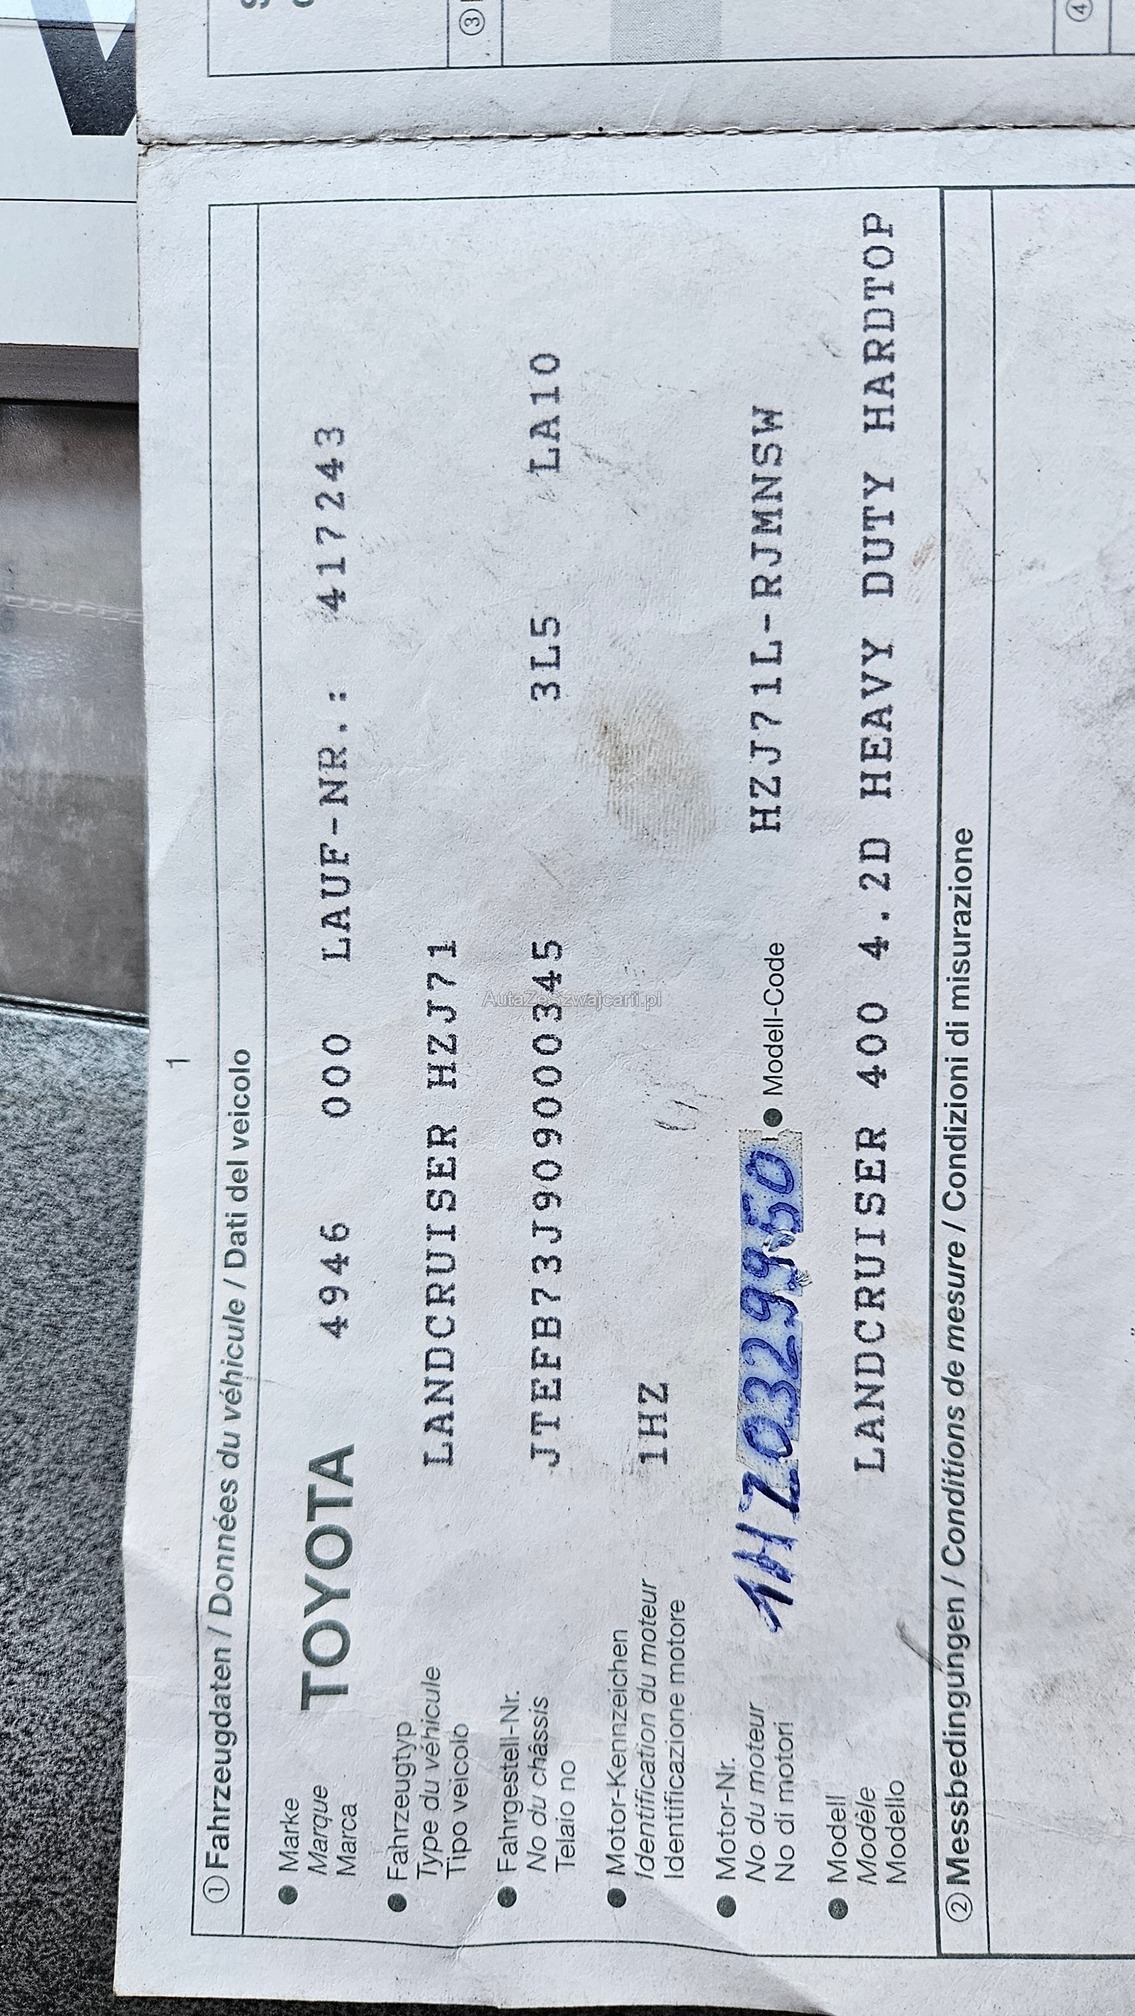 1
① Fahrzeugdaten / Données du véhicule / Dati del veicolo
● Marke
Marque
Marca
TOYOTA 4946 000 LAUF-NR.: 417243
● Fahrzeugtyp
Type du véhicule
Tipo veicolo
LANDCRUISER HZJ71
● Fahrgestell-Nr.
No du châssis
Telaio no
JTEFB73J909000345 3L5 LA10
● Motor-Kennzeichen
Identification du moteur
Identificazione motore
1HZ
● Motor-Nr.
No du moteur
No di motori
1HZ0329950 ● Modell-Code HZJ71L-RJMNSW
● Modell
Modèle
Modello
LANDCRUISER 400 4.2D HEAVY DUTY HARDTOP
② Messbedingungen / Conditions de mesure / Condizioni di misurazione
③
④
AutaZeSzwajcarii.pl